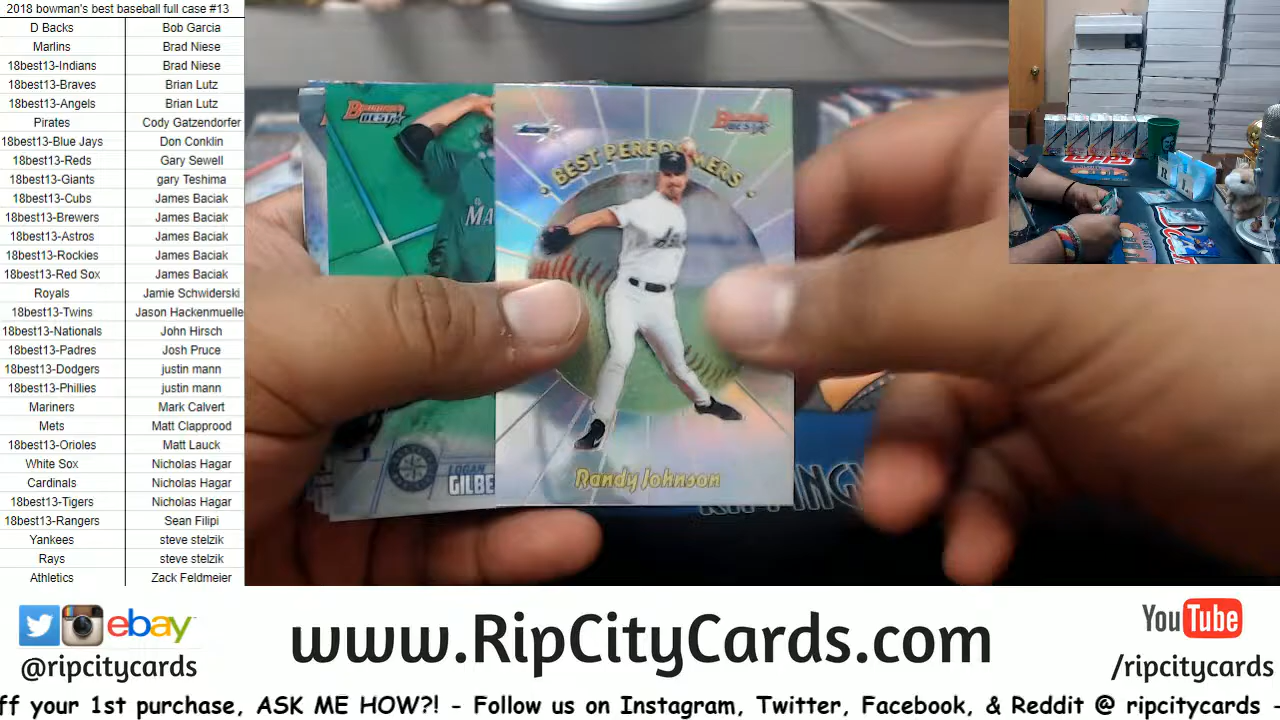 2018 bowman's best baseball full case #13
D Backs Bob Garcia
Marlins Brad Niese
18best13-Indians Brad Niese
18best13-Braves Brian Lutz
18best13-Angels Brian Lutz
Pirates Cody Gatzendorfer
18best13-Blue Jays Don Conklin
18best13-Reds Gary Sewell
18best13-Giants gary Teshima
18best13-Cubs James Baciak
18best13-Brewers James Baciak
18best13-Astros James Baciak
18best13-Rockies James Baciak
18best13-Red Sox James Baciak
Royals Jamie Schwiderski
18best13-Twins Jason Hackenmuelle
18best13-Nationals John Hirsch
18best13-Padres Josh Pruce
18best13-Dodgers justin mann
18best13-Phillies justin mann
Mariners Mark Calvert
Mets Matt Clapprood
18best13-Orioles Matt Lauck
White Sox Nicholas Hagar
Cardinals Nicholas Hagar
18best13-Tigers Nicholas Hagar
18best13-Rangers Sean Filipi
Yankees steve stelzik
Rays steve stelzik
Athletics Zack Feldmeier
Bowman's
BEST
MA
LOGAN
GILBE
Bowman's
BEST
BEST PERFORMERS
Randy Johnson
topps
R
L
ebay
@ripcitycards
www.RipCityCards.com
YouTube
/ripcitycards
ff your 1st purchase, ASK ME HOW?! - Follow us on Instagram, Twitter, Facebook, & Reddit @ ripcitycards -